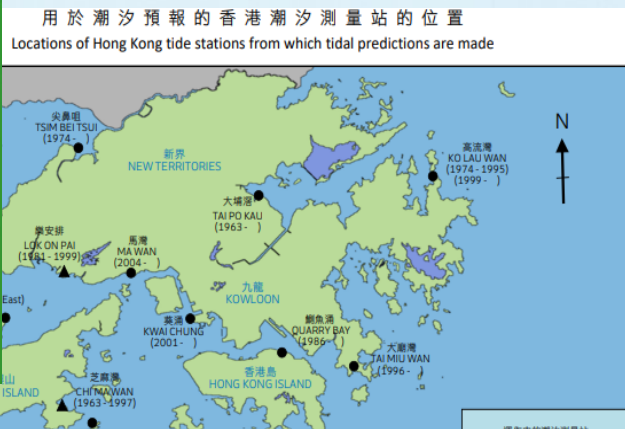 用於潮汐預報的香港潮汐測量站的位置
Locations of Hong Kong tide stations from which tidal predictions are made
尖鼻咀
TSIM BEI TSUI
(1974 - )
新界
NEW TERRITORIES
N
高流灣
KO LAU WAN
(1974 - 1995)
(1999 - )
大埔滘
TAI PO KAU
(1963 - )
樂安排
LOK ON PAI
(1981 - 1999)
馬灣
MA WAN
(2004 - )
九龍
KOWLOON
East)
葵涌
KWAI CHUNG
(2001 - )
鰂魚涌
QUARRY BAY
(1986 - )
大廟灣
TAI MIU WAN
(1996 - )
香港島
HONG KONG ISLAND
山
ISLAND
芝麻灣
CHI MA WAN
(1963 - 1997)